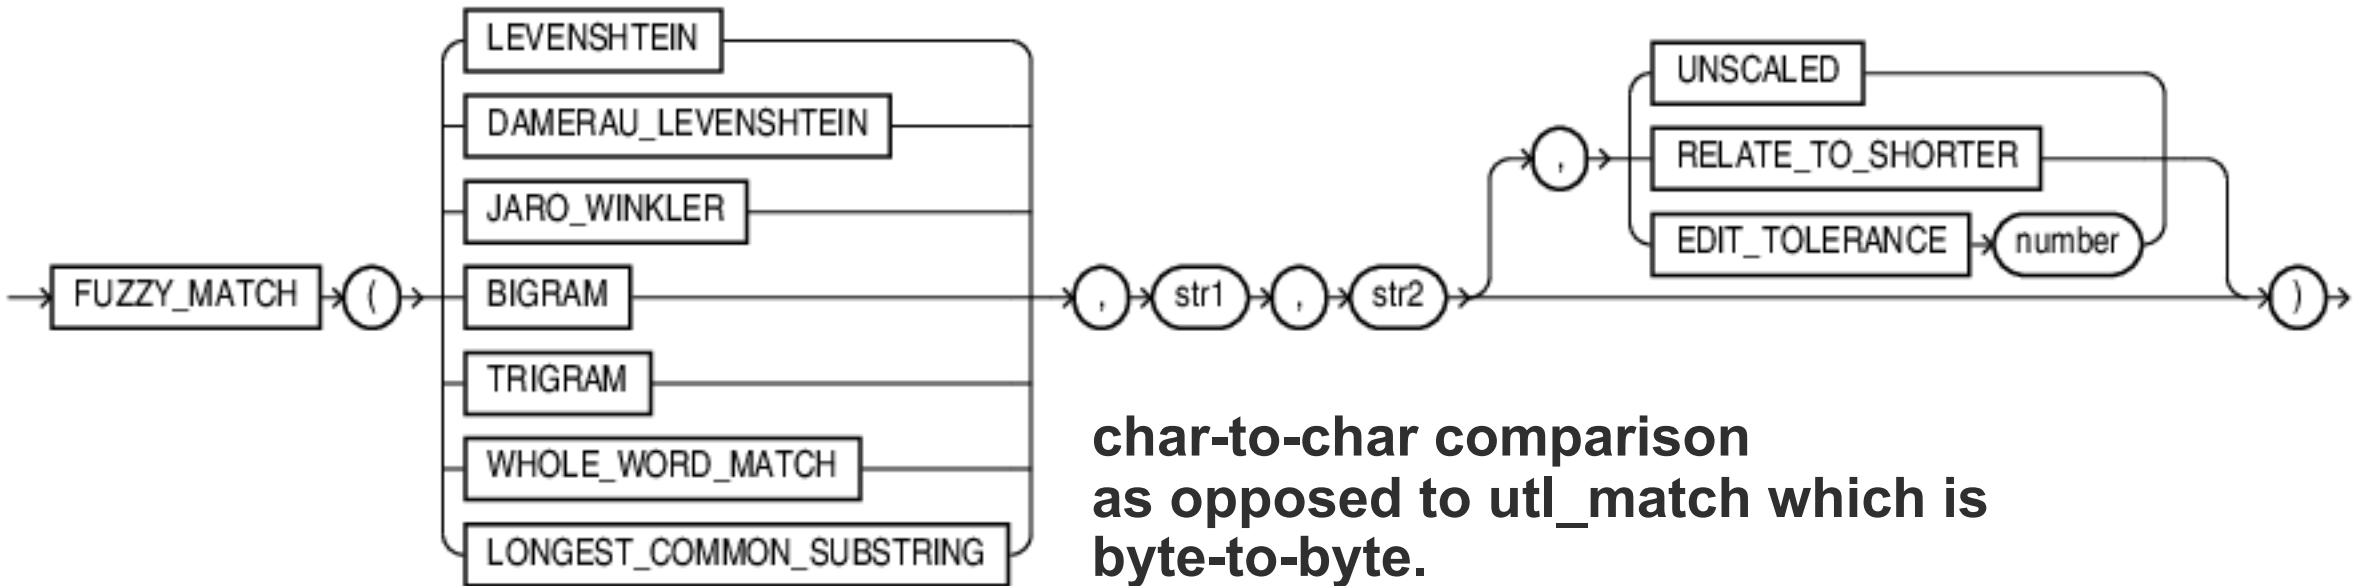 LEVENSHTEIN
DAMERAU_LEVENSHTEIN
JARO_WINKLER
FUZZY_MATCH ( BIGRAM , str1 , str2
TRIGRAM
WHOLE_WORD_MATCH
LONGEST_COMMON_SUBSTRING
, UNSCALED
RELATE_TO_SHORTER
EDIT_TOLERANCE number
)
char-to-char comparison
as opposed to utl_match which is
byte-to-byte.